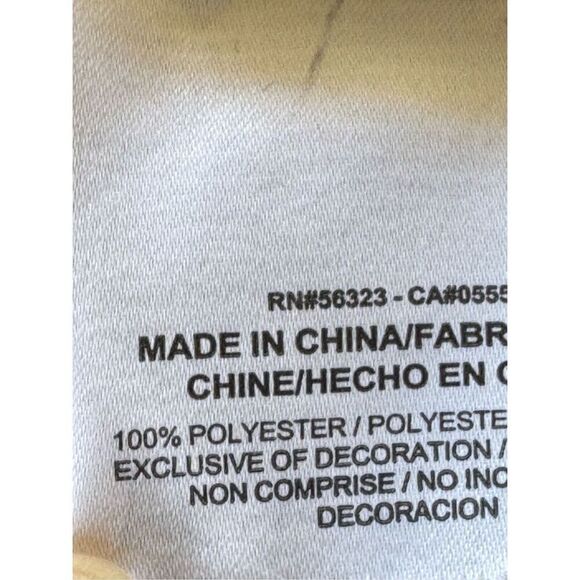 RN#56323 - CA#0555
MADE IN CHINA/FABR
CHINE/HECHO EN
100% POLYESTER / POLYESTE
EXCLUSIVE OF DECORATION /
NON COMPRISE / NO INC
DECORACION